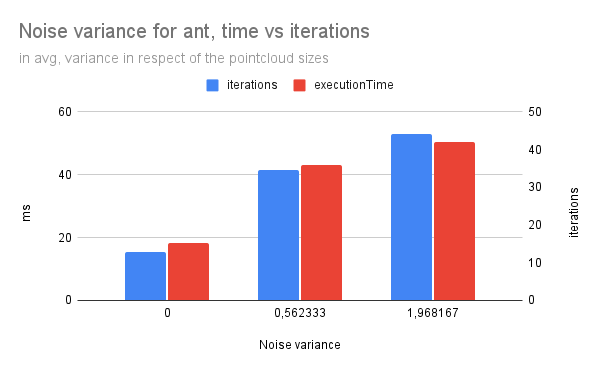 Noise variance for ant, time vs iterations
in avg, variance in respect of the pointcloud sizes
iterations executionTime
60 50
40
40
30
ms iterations
20
20
10
0 0
0 0,562333 1,968167
Noise variance